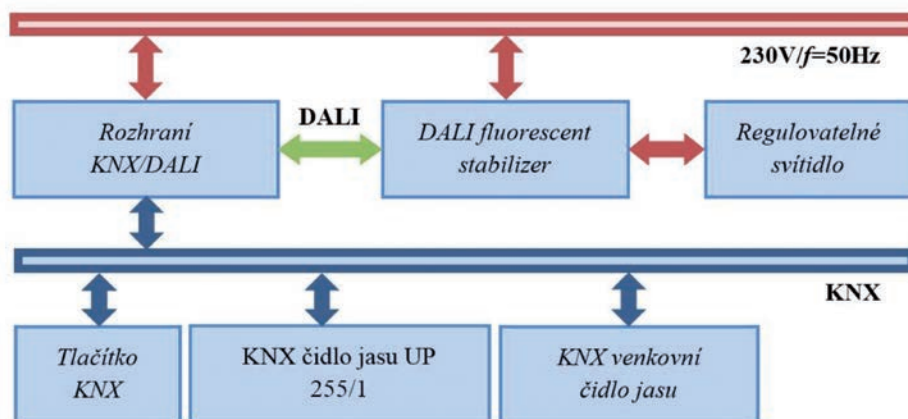 230V/f=50Hz
Rozhraní
KNX/DALI
DALI
DALI fluorescent
stabilizer
Regulovatelné
svítidlo
KNX
Tlačítko
KNX
KNX čidlo jasu UP
255/1
KNX venkovní
čidlo jasu